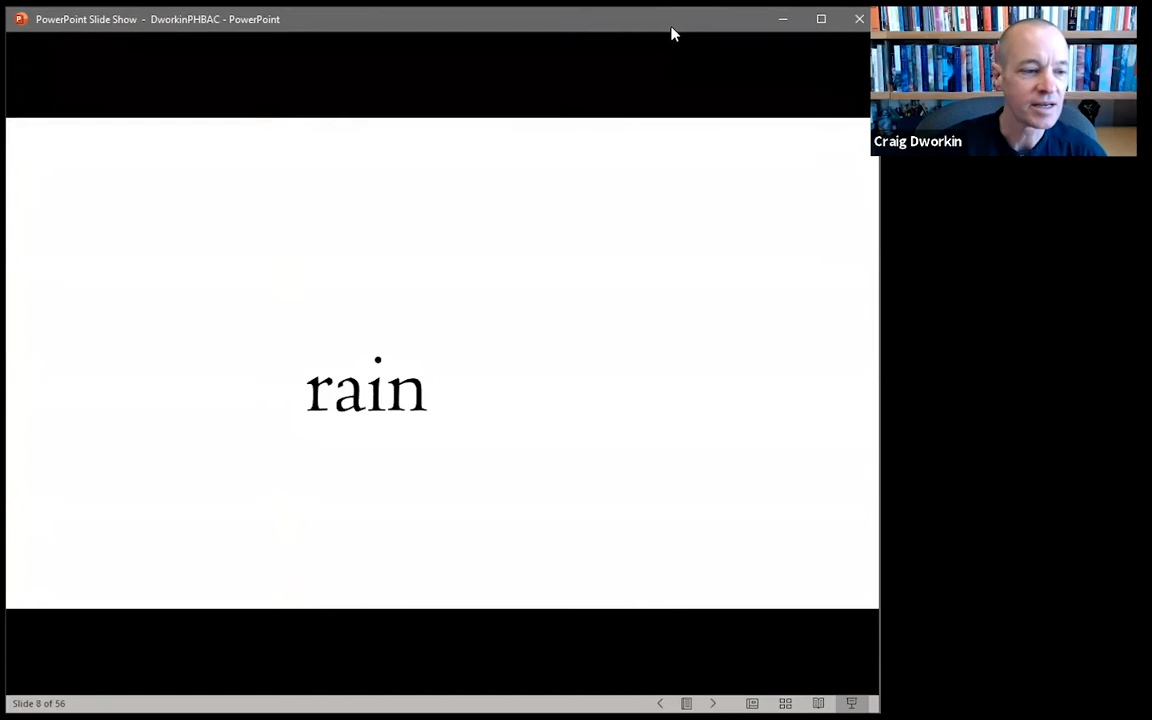 PowerPoint Slide Show - DworkinPHBAC - PowerPoint
Craig Dworkin
rain
Slide 8 of 56